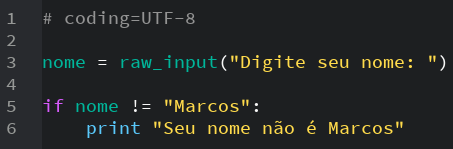 1 # coding=UTF-8
2
3 nome = raw_input("Digite seu nome: ")
4
5 if nome != "Marcos":
6     print "Seu nome não é Marcos"